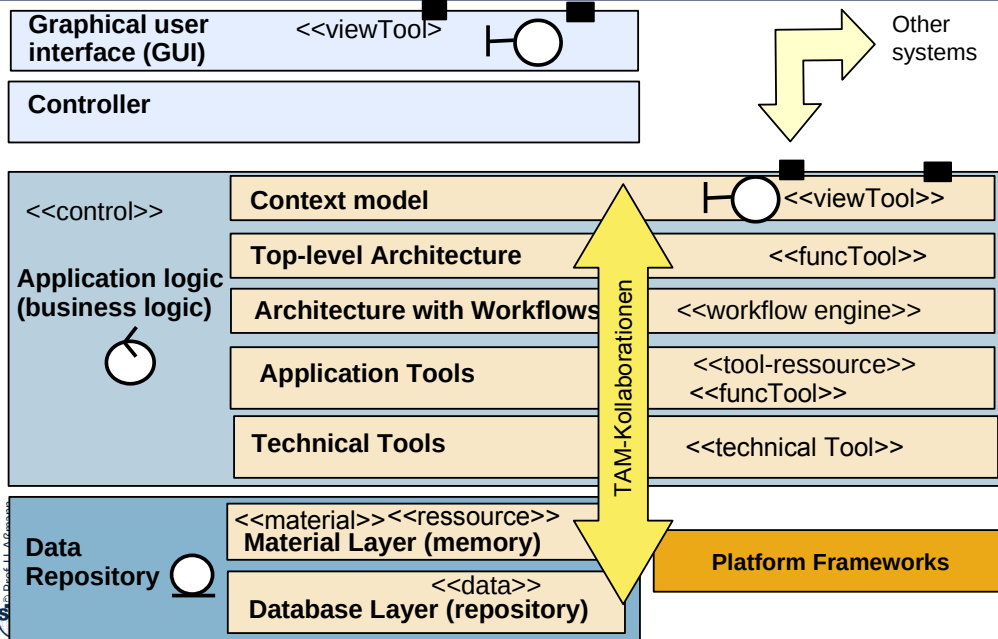 Graphical user
interface (GUI)
<<viewTool>
Other
systems
Controller
<<control>>
Application logic
(business logic)
Context model
<<viewTool>>
Top-level Architecture
<<funcTool>>
Architecture with Workflows
<<workflow engine>>
Application Tools
<<tool-ressource>>
<<funcTool>>
Technical Tools
<<technical Tool>>
TAM-Kollaborationen
Data
Repository
<<material>> <<ressource>>
Material Layer (memory)
<<data>>
Database Layer (repository)
Platform Frameworks
© Prof. U. Aßmann